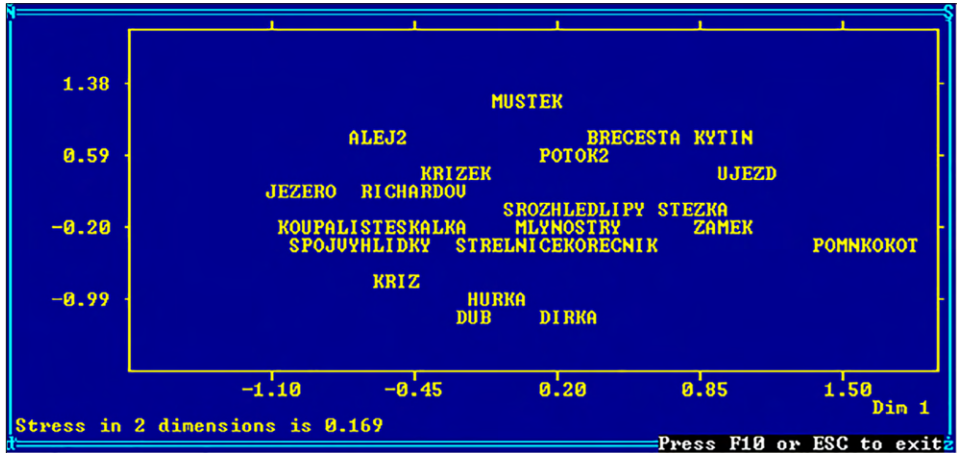 N S
1.38
MUSTEK
ALEJ2 BRECESTA KYTIN
0.59 POTOK2
KRIZEK UJEZD
JEZERO RICHARDOV
SROZHLEDLIPY STEZKA
-0.20 KOUPALISTESKALKA MLYNOSTRY ZAMEK
SPOJVYHLIDKY STRELNICEKORECNIK POMNKOKOT
KRIZ
-0.99 HURKA
DUB DIRKA
-1.10 -0.45 0.20 0.85 1.50
Dim 1
Stress in 2 dimensions is 0.169
Press F10 or ESC to exit